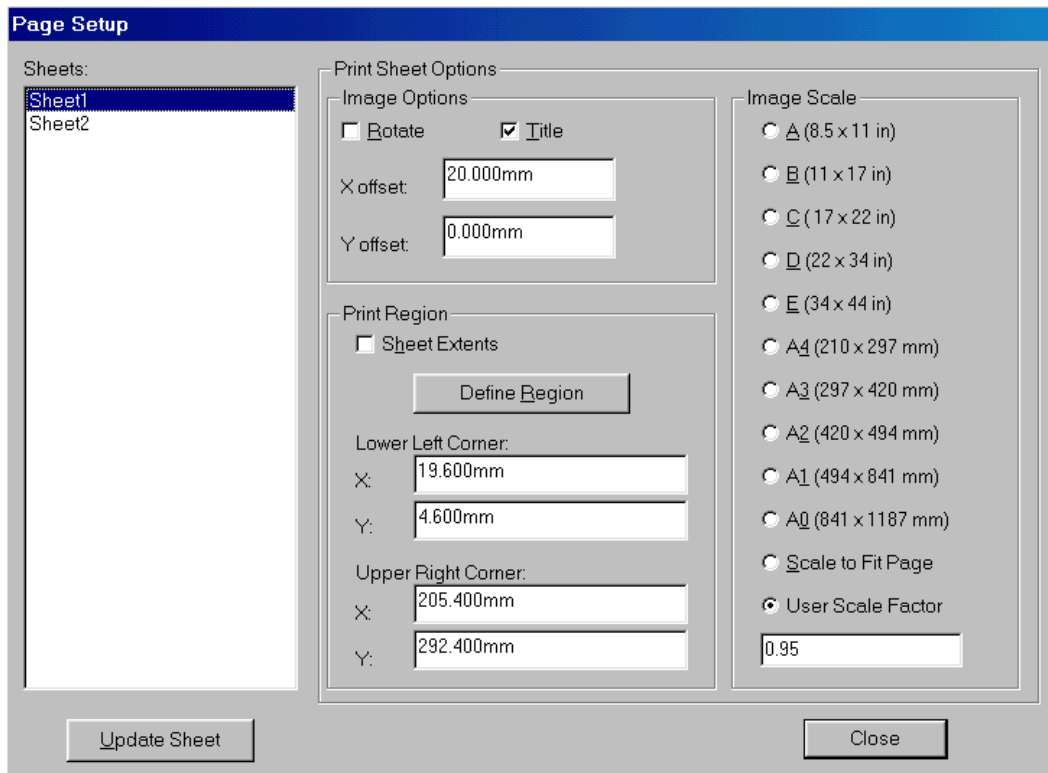 Page Setup
Sheets:
Sheet1
Sheet2
Update Sheet
Print Sheet Options
Image Options
Rotate
Title
X offset:
20.000mm
Y offset:
0.000mm
Print Region
Sheet Extents
Define Region
Lower Left Corner:
X:
19.600mm
Y:
4.600mm
Upper Right Corner:
X:
205.400mm
Y:
292.400mm
Image Scale
A (8.5 x 11 in)
B (11 x 17 in)
C ( 17 x 22 in)
D (22 x 34 in)
E (34 x 44 in)
A4 (210 x 297 mm)
A3 (297 x 420 mm)
A2 (420 x 494 mm)
A1 (494 x 841 mm)
A0 (841 x 1187 mm)
Scale to Fit Page
User Scale Factor
0.95
Close